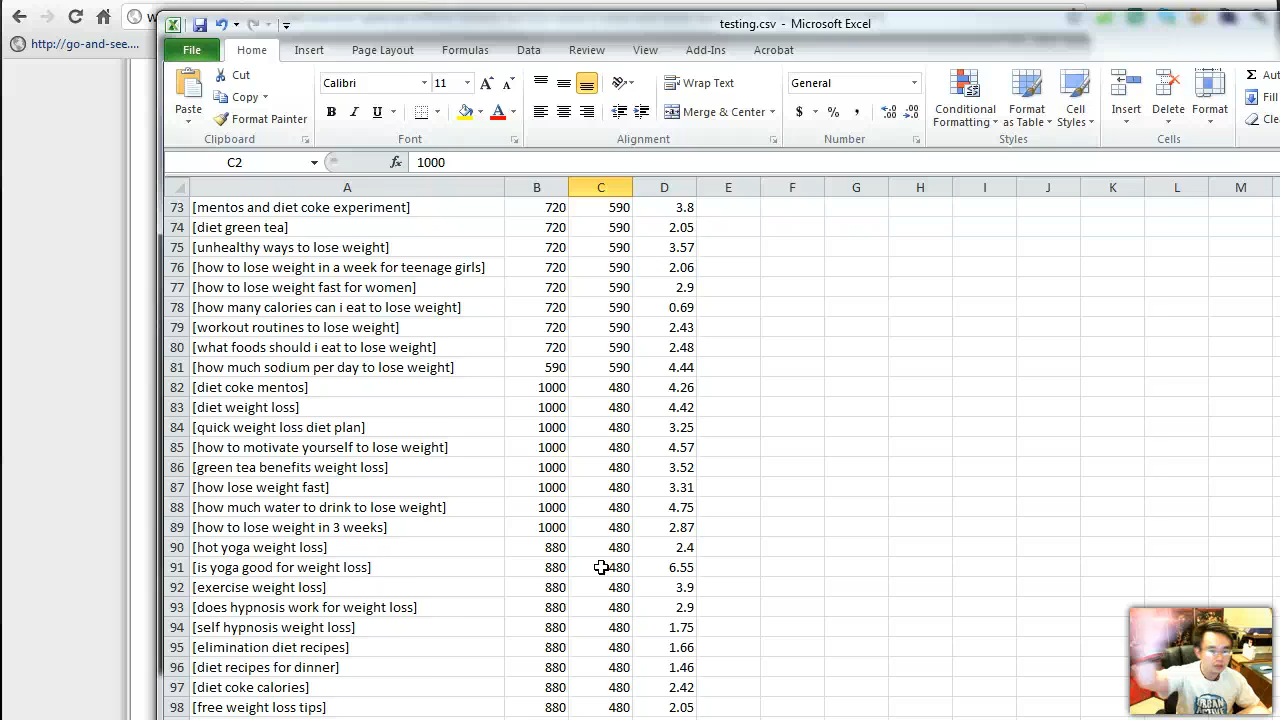 http://go-and-see....
testing.csv - Microsoft Excel
File Home Insert Page Layout Formulas Data Review View Add-Ins Acrobat
Paste
Cut
Copy
Format Painter
Clipboard
Calibri 11
B I U
Font
Wrap Text
Merge & Center
Alignment
General
$ % ,
Number
Conditional Formatting
Format as Table
Cell Styles
Styles
Insert Delete Format
Cells
Σ Aut
Fill
Clea
C2 fx 1000
A B C D E F G H I J K L M
73 [mentos and diet coke experiment] 720 590 3.8
74 [diet green tea] 720 590 2.05
75 [unhealthy ways to lose weight] 720 590 3.57
76 [how to lose weight in a week for teenage girls] 720 590 2.06
77 [how to lose weight fast for women] 720 590 2.9
78 [how many calories can i eat to lose weight] 720 590 0.69
79 [workout routines to lose weight] 720 590 2.43
80 [what foods should i eat to lose weight] 720 590 2.48
81 [how much sodium per day to lose weight] 590 590 4.44
82 [diet coke mentos] 1000 480 4.26
83 [diet weight loss] 1000 480 4.42
84 [quick weight loss diet plan] 1000 480 3.25
85 [how to motivate yourself to lose weight] 1000 480 4.57
86 [green tea benefits weight loss] 1000 480 3.52
87 [how lose weight fast] 1000 480 3.31
88 [how much water to drink to lose weight] 1000 480 4.75
89 [how to lose weight in 3 weeks] 1000 480 2.87
90 [hot yoga weight loss] 880 480 2.4
91 [is yoga good for weight loss] 880 480 6.55
92 [exercise weight loss] 880 480 3.9
93 [does hypnosis work for weight loss] 880 480 2.9
94 [self hypnosis weight loss] 880 480 1.75
95 [elimination diet recipes] 880 480 1.66
96 [diet recipes for dinner] 880 480 1.46
97 [diet coke calories] 880 480 2.42
98 [free weight loss tips] 880 480 2.05